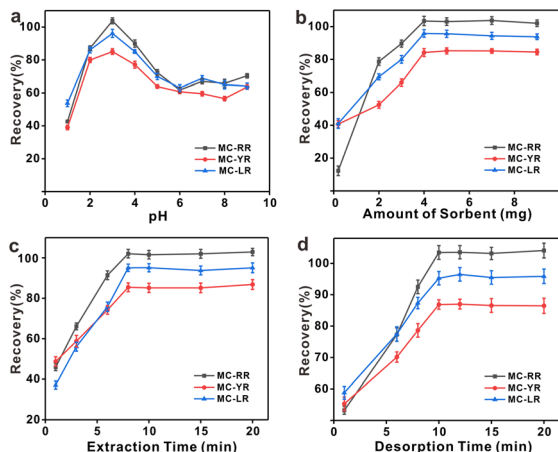 a
Recovery(%)
100
80
60
40
20
MC-RR
MC-YR
MC-LR
0 2 4 6 8 10
pH
b
Recovery(%)
100
80
60
40
20
0
MC-RR
MC-YR
MC-LR
0 2 4 6 8
Amount of Sorbent (mg)
c
Recovery(%)
100
80
60
40
20
MC-RR
MC-YR
MC-LR
0 5 10 15 20
Extraction Time (min)
d
Recovery(%)
100
90
80
70
60
MC-RR
MC-YR
MC-LR
0 5 10 15 20
Desorption Time (min)